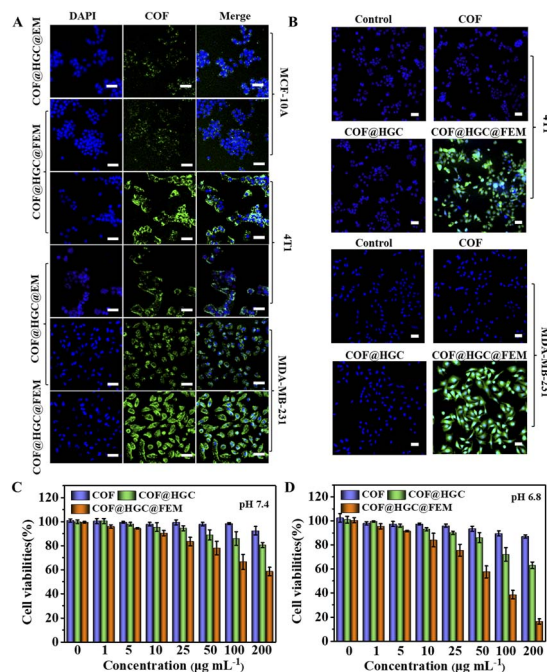 A
DAPI COF Merge
COF@HGC@EM
COF@HGC@FEM
COF@HGC@EM
COF@HGC@FEM
MCF-10A
4T1
MDA-MB-231
B
Control COF
COF@HGC COF@HGC@FEM
4T1
Control COF
COF@HGC COF@HGC@FEM
MDA-MB-231
C
COF COF@HGC
COF@HGC@FEM
pH 7.4
Cell viabilities(%)
120
100
80
60
40
20
0
0 1 5 10 25 50 100 200
Concentration (µg mL-1)
D
COF COF@HGC
COF@HGC@FEM
pH 6.8
Cell viabilities(%)
120
100
80
60
40
20
0
0 1 5 10 25 50 100 200
Concentration (µg mL-1)